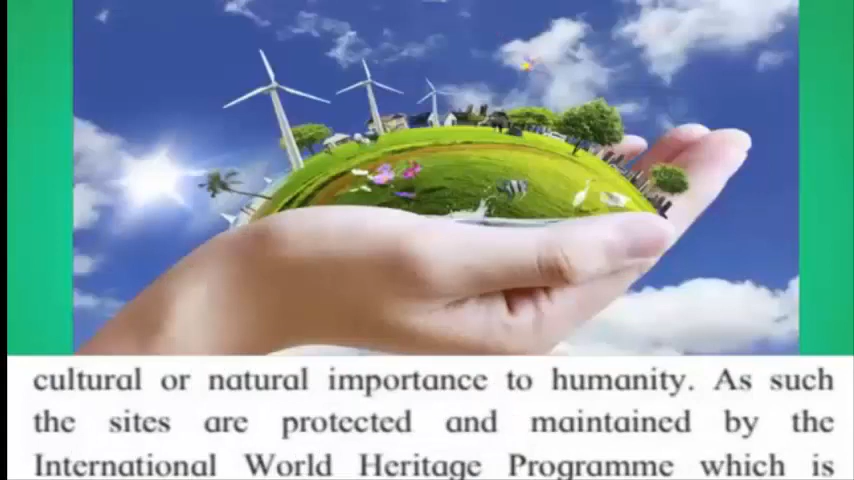 cultural or natural importance to humanity. As such
the sites are protected and maintained by the
International World Heritage Programme which is